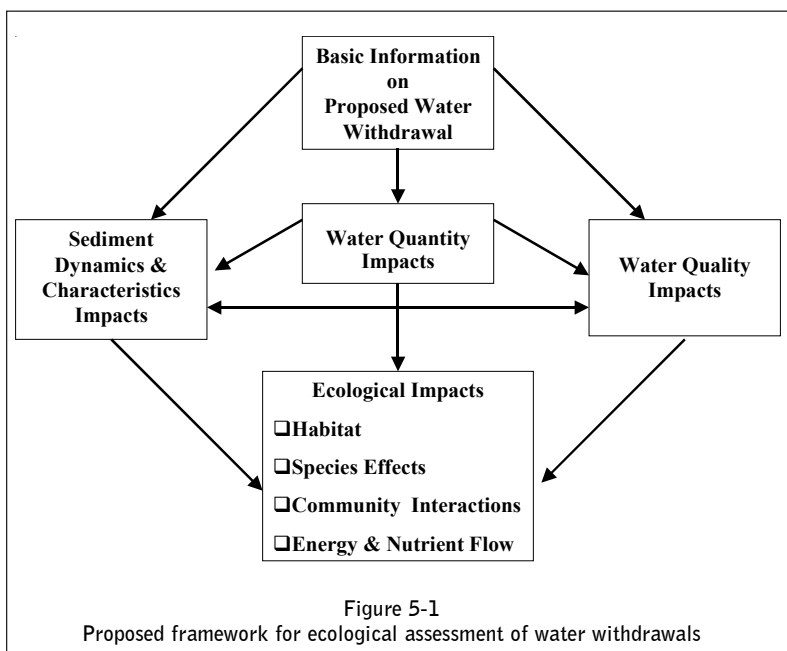 Basic Information
on
Proposed Water
Withdrawal
Sediment
Dynamics &
Characteristics
Impacts
Water Quantity
Impacts
Water Quality
Impacts
Ecological Impacts
❑Habitat
❑Species Effects
❑Community Interactions
❑Energy & Nutrient Flow
Figure 5-1
Proposed framework for ecological assessment of water withdrawals